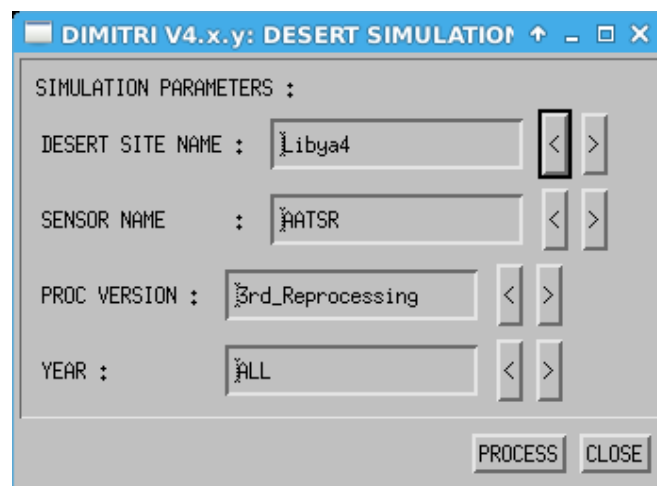 DIMITRI V4.x.y: DESERT SIMULATION
SIMULATION PARAMETERS :
DESERT SITE NAME : Libya4 < >
SENSOR NAME : AATSR < >
PROC VERSION : 3rd_Reprocessing < >
YEAR : ALL < >
PROCESS CLOSE